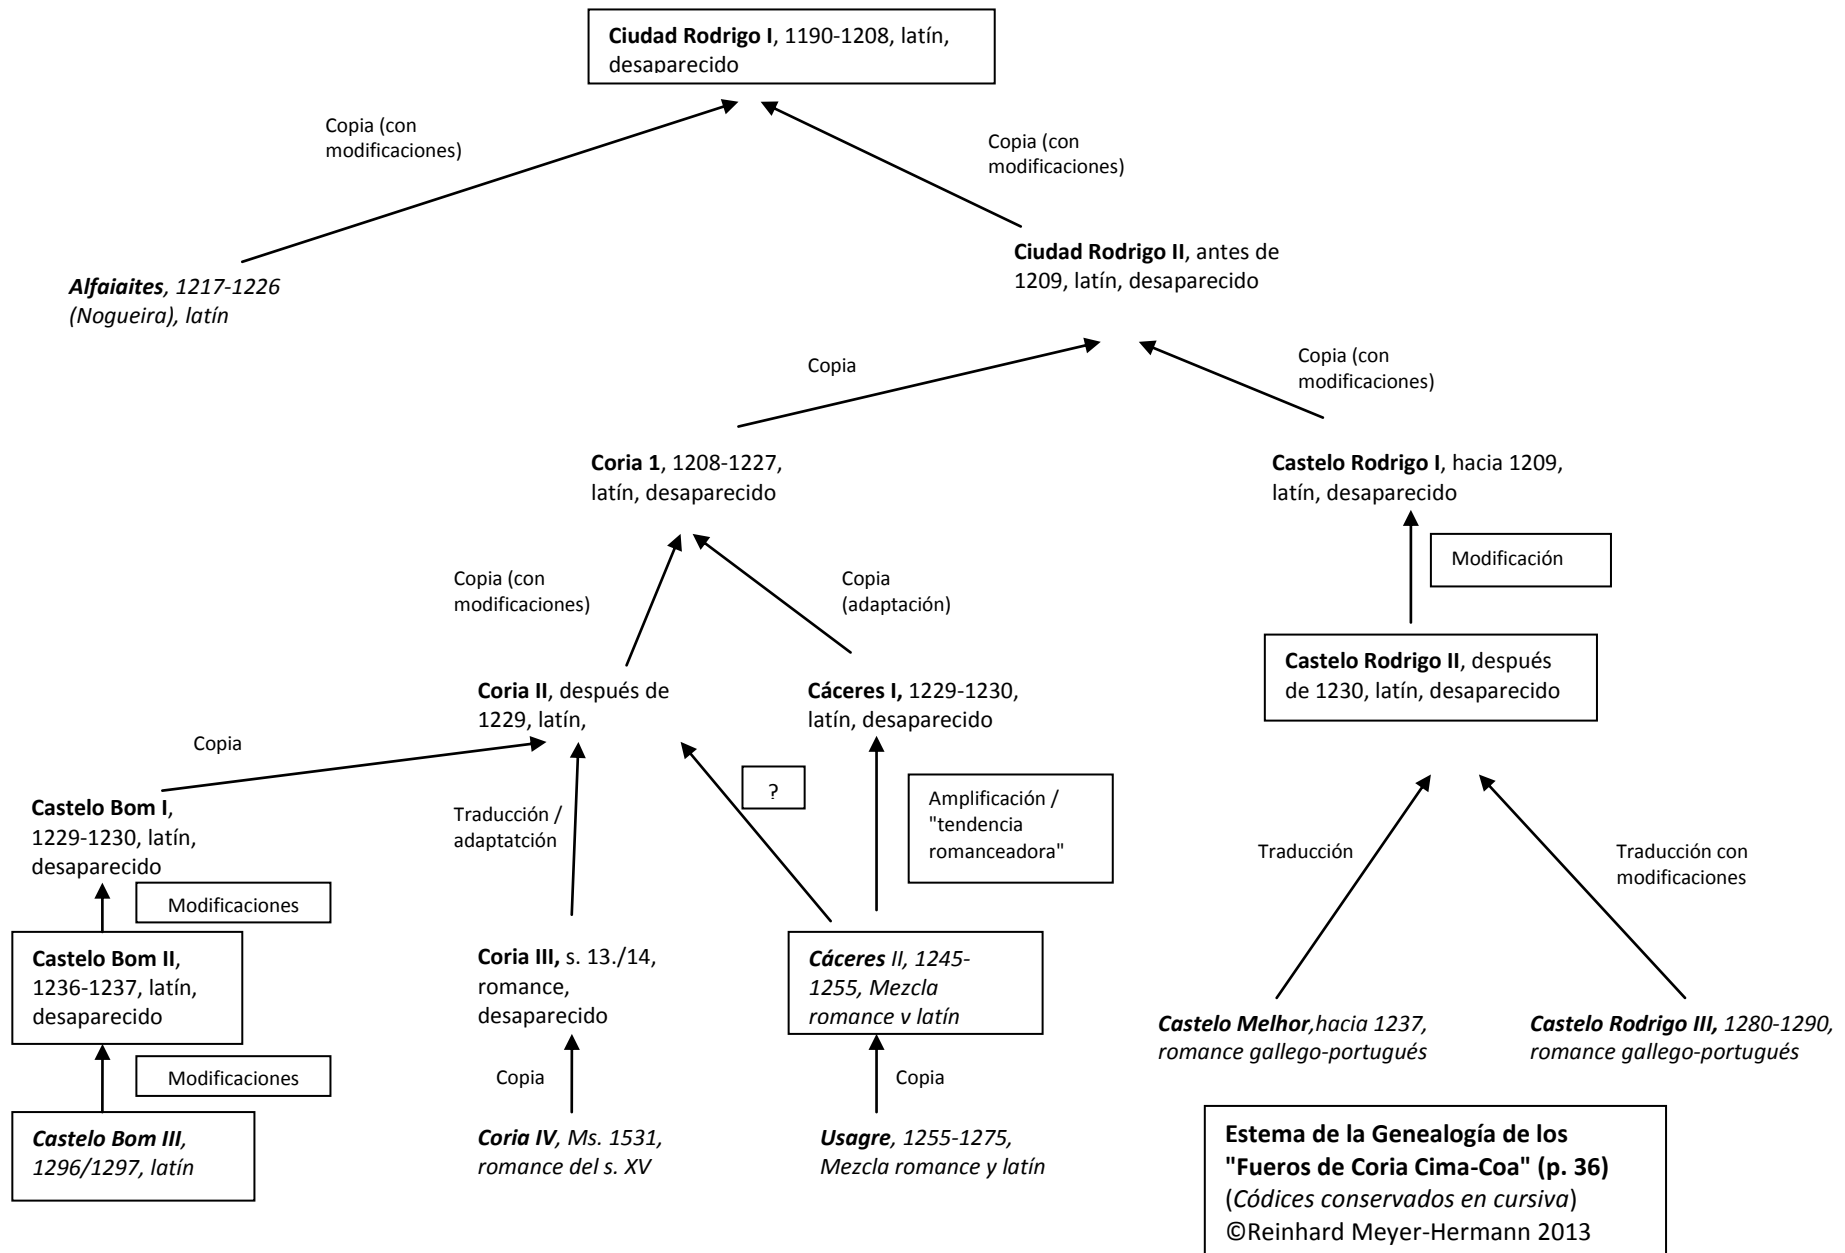 Ciudad Rodrigo I, 1190-1208, latín,
desaparecido
Copia (con
modificaciones)
Copia (con
modificaciones)
Ciudad Rodrigo II, antes de
1209, latín, desaparecido
Alfaiaites, 1217-1226
(Nogueira), latín
Copia
Copia (con
modificaciones)
Coria 1, 1208-1227,
latín, desaparecido
Castelo Rodrigo I, hacia 1209,
latín, desaparecido
Modificación
Copia (con
modificaciones)
Copia
(adaptación)
Castelo Rodrigo II, después
de 1230, latín, desaparecido
Coria II, después de
1229, latín,
Cáceres I, 1229-1230,
latín, desaparecido
Copia
?
Castelo Bom I,
1229-1230, latín,
desaparecido
Traducción /
adaptatción
Amplificación /
"tendencia
romanceadora"
Traducción
Traducción con
modificaciones
Modificaciones
Castelo Bom II,
1236-1237, latín,
desaparecido
Coria III, s. 13./14,
romance,
desaparecido
Cáceres II, 1245-
1255, Mezcla
romance y latín
Castelo Melhor,hacia 1237,
romance gallego-portugués
Castelo Rodrigo III, 1280-1290,
romance gallego-portugués
Modificaciones
Copia
Copia
Castelo Bom III,
1296/1297, latín
Coria IV, Ms. 1531,
romance del s. XV
Usagre, 1255-1275,
Mezcla romance y latín
Estema de la Genealogía de los
"Fueros de Coria Cima-Coa" (p. 36)
(Códices conservados en cursiva)
©Reinhard Meyer-Hermann 2013